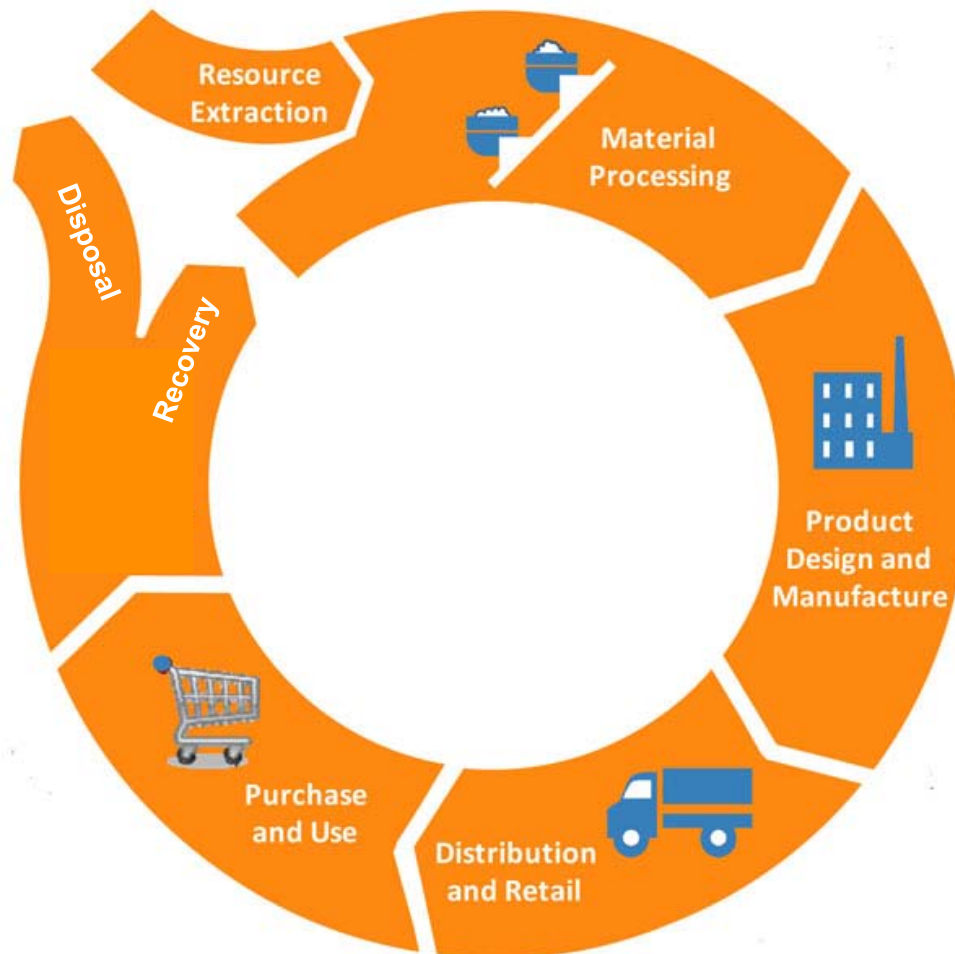 Resource
Extraction
Material
Processing
Product
Design and
Manufacture
Distribution
and Retail
Purchase
and Use
Recovery
Disposal